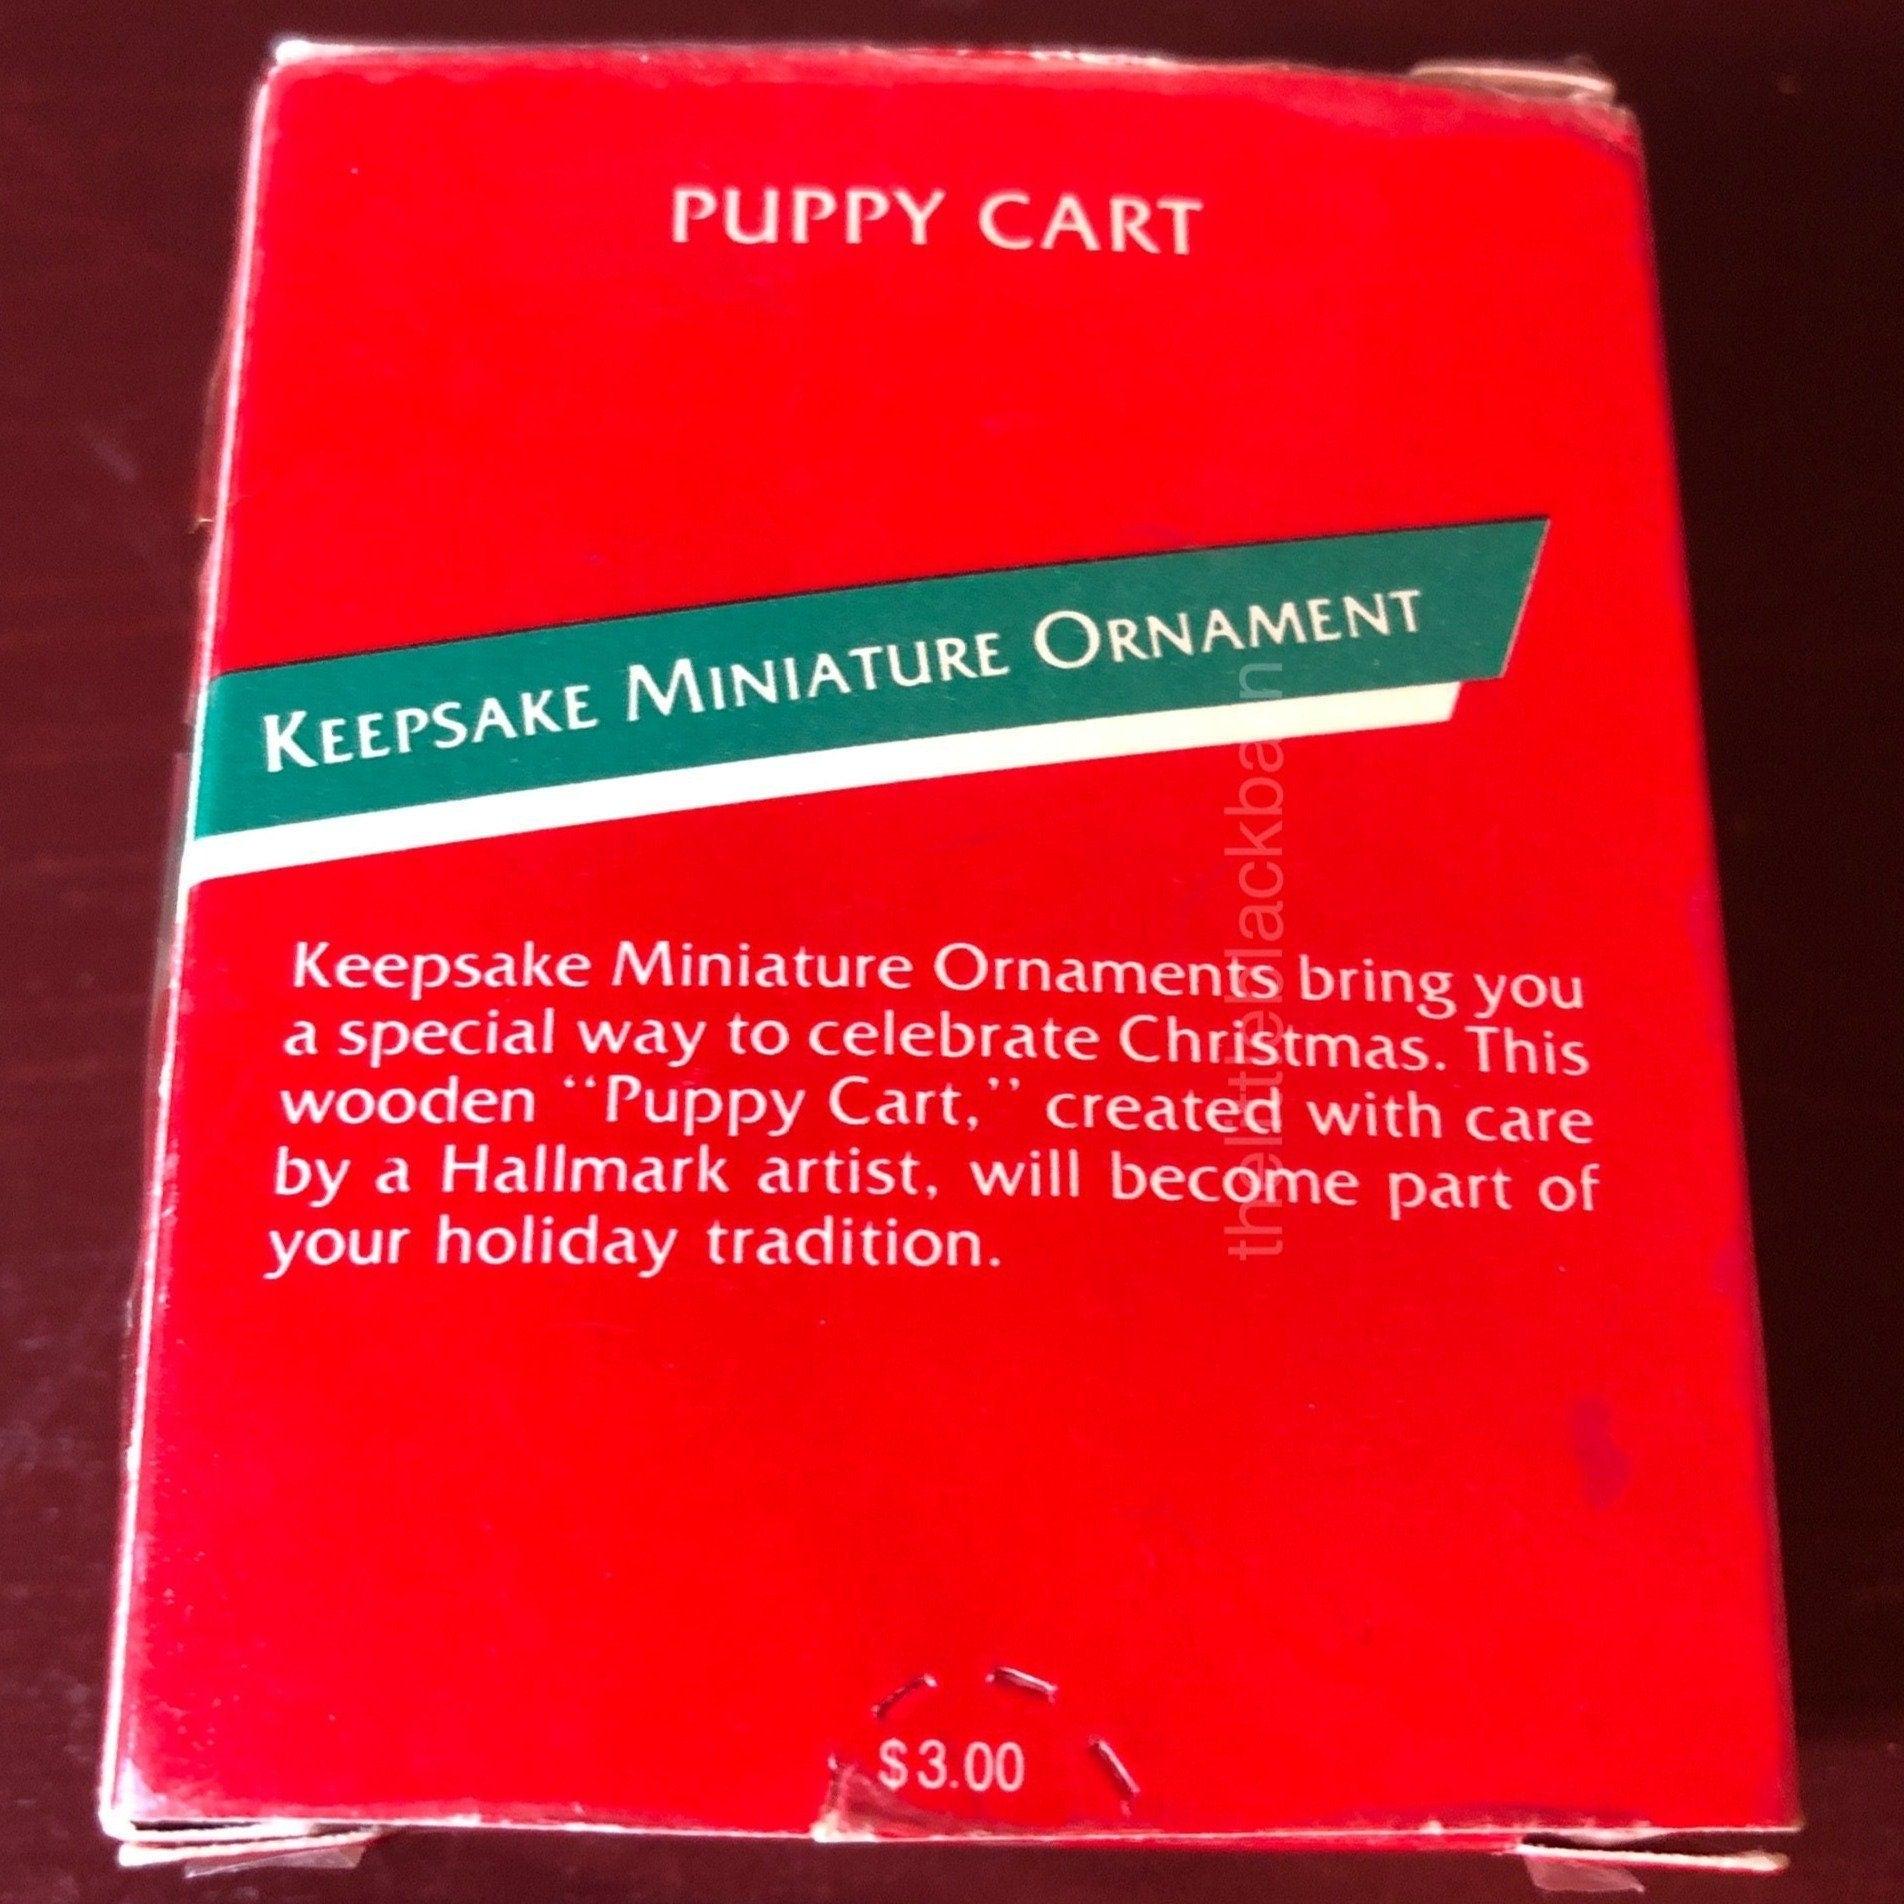 PUPPY CART
KEEPSAKE MINIATURE ORNAMENT
Keepsake Miniature Ornaments bring you
a special way to celebrate Christmas. This
wooden “Puppy Cart,” created with care
by a Hallmark artist, will become part of
your holiday tradition.
$3.00
thelittleblackbarn